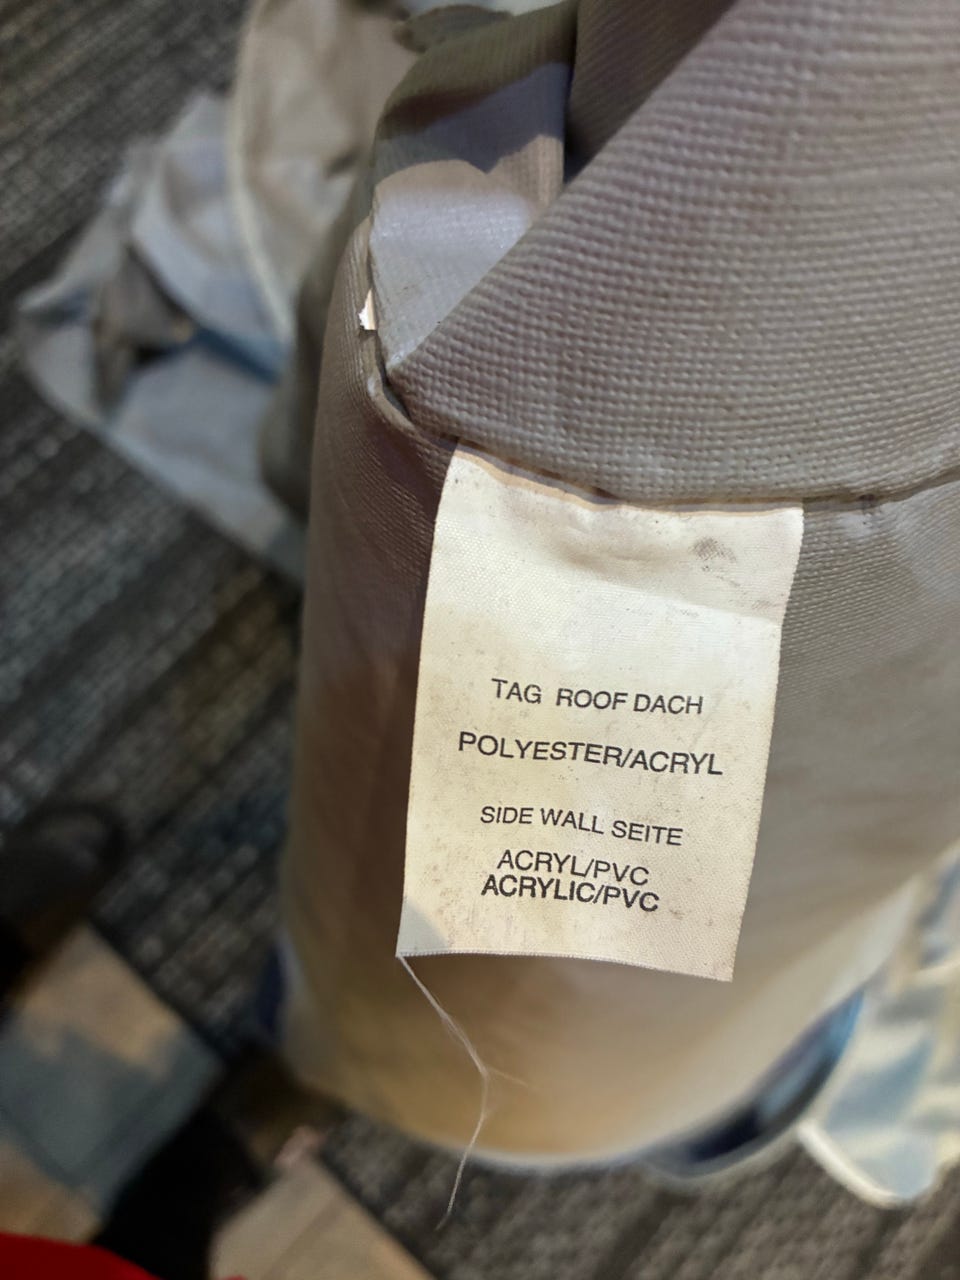 TAG ROOF DACH
POLYESTER/ACRYL
SIDE WALL SEITE
ACRYL/PVC
ACRYLIC/PVC